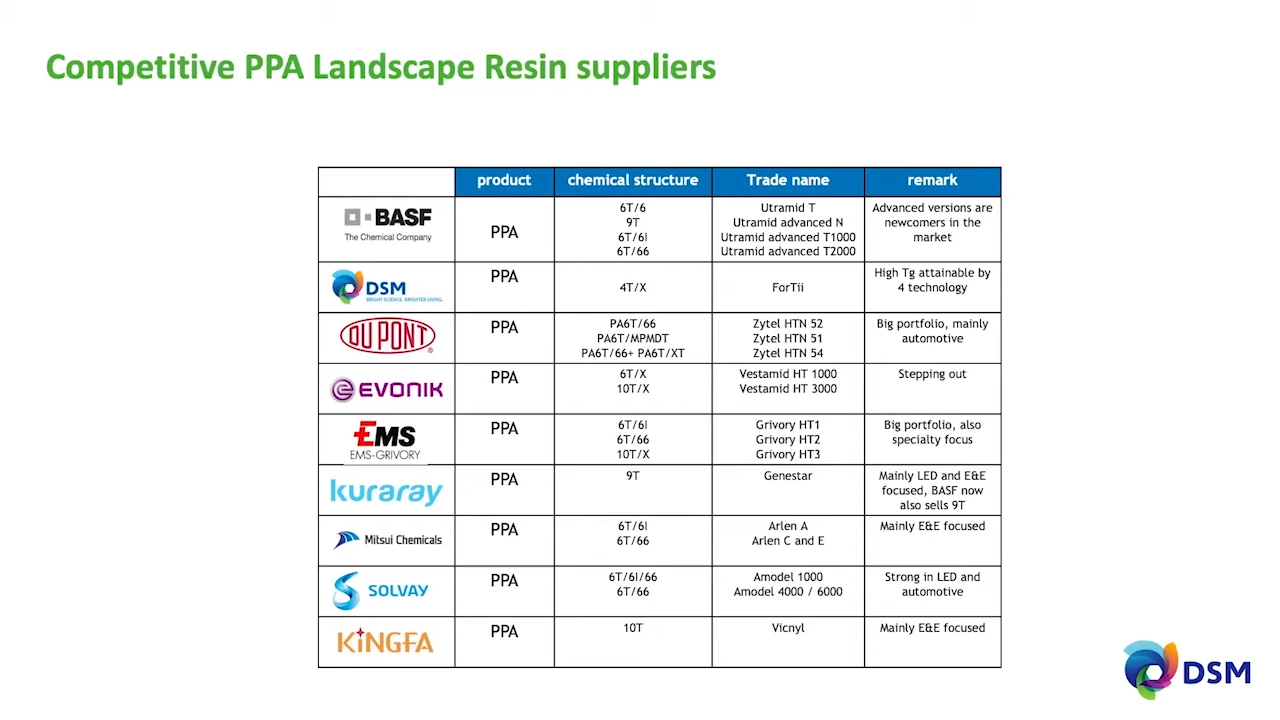 Competitive PPA Landscape Resin suppliers
product chemical structure Trade name remark
BASF
The Chemical Company
PPA
6T/6
9T
6T/6I
6T/66
Utramid T
Utramid advanced N
Utramid advanced T1000
Utramid advanced T2000
Advanced versions are
newcomers in the
market
DSM
BRIGHT SCIENCE. BRIGHTER LIVING.
PPA
4T/X
ForTii
High Tg attainable by
4 technology
DU PONT
®
PPA
PA6T/66
PA6T/MPMDT
PA6T/66+ PA6T/XT
Zytel HTN 52
Zytel HTN 51
Zytel HTN 54
Big portfolio, mainly
automotive
EVONIK
PPA
6T/X
10T/X
Vestamid HT 1000
Vestamid HT 3000
Stepping out
EMS
EMS-GRIVORY
PPA
6T/6I
6T/66
10T/X
Grivory HT1
Grivory HT2
Grivory HT3
Big portfolio, also
specialty focus
kuraray
PPA
9T
Genestar
Mainly LED and E&E
focused, BASF now
also sells 9T
Mitsui Chemicals
PPA
6T/6I
6T/66
Arlen A
Arlen C and E
Mainly E&E focused
SOLVAY
PPA
6T/6I/66
6T/66
Amodel 1000
Amodel 4000 / 6000
Strong in LED and
automotive
KINGFA
PPA
10T
Vicnyl
Mainly E&E focused
DSM